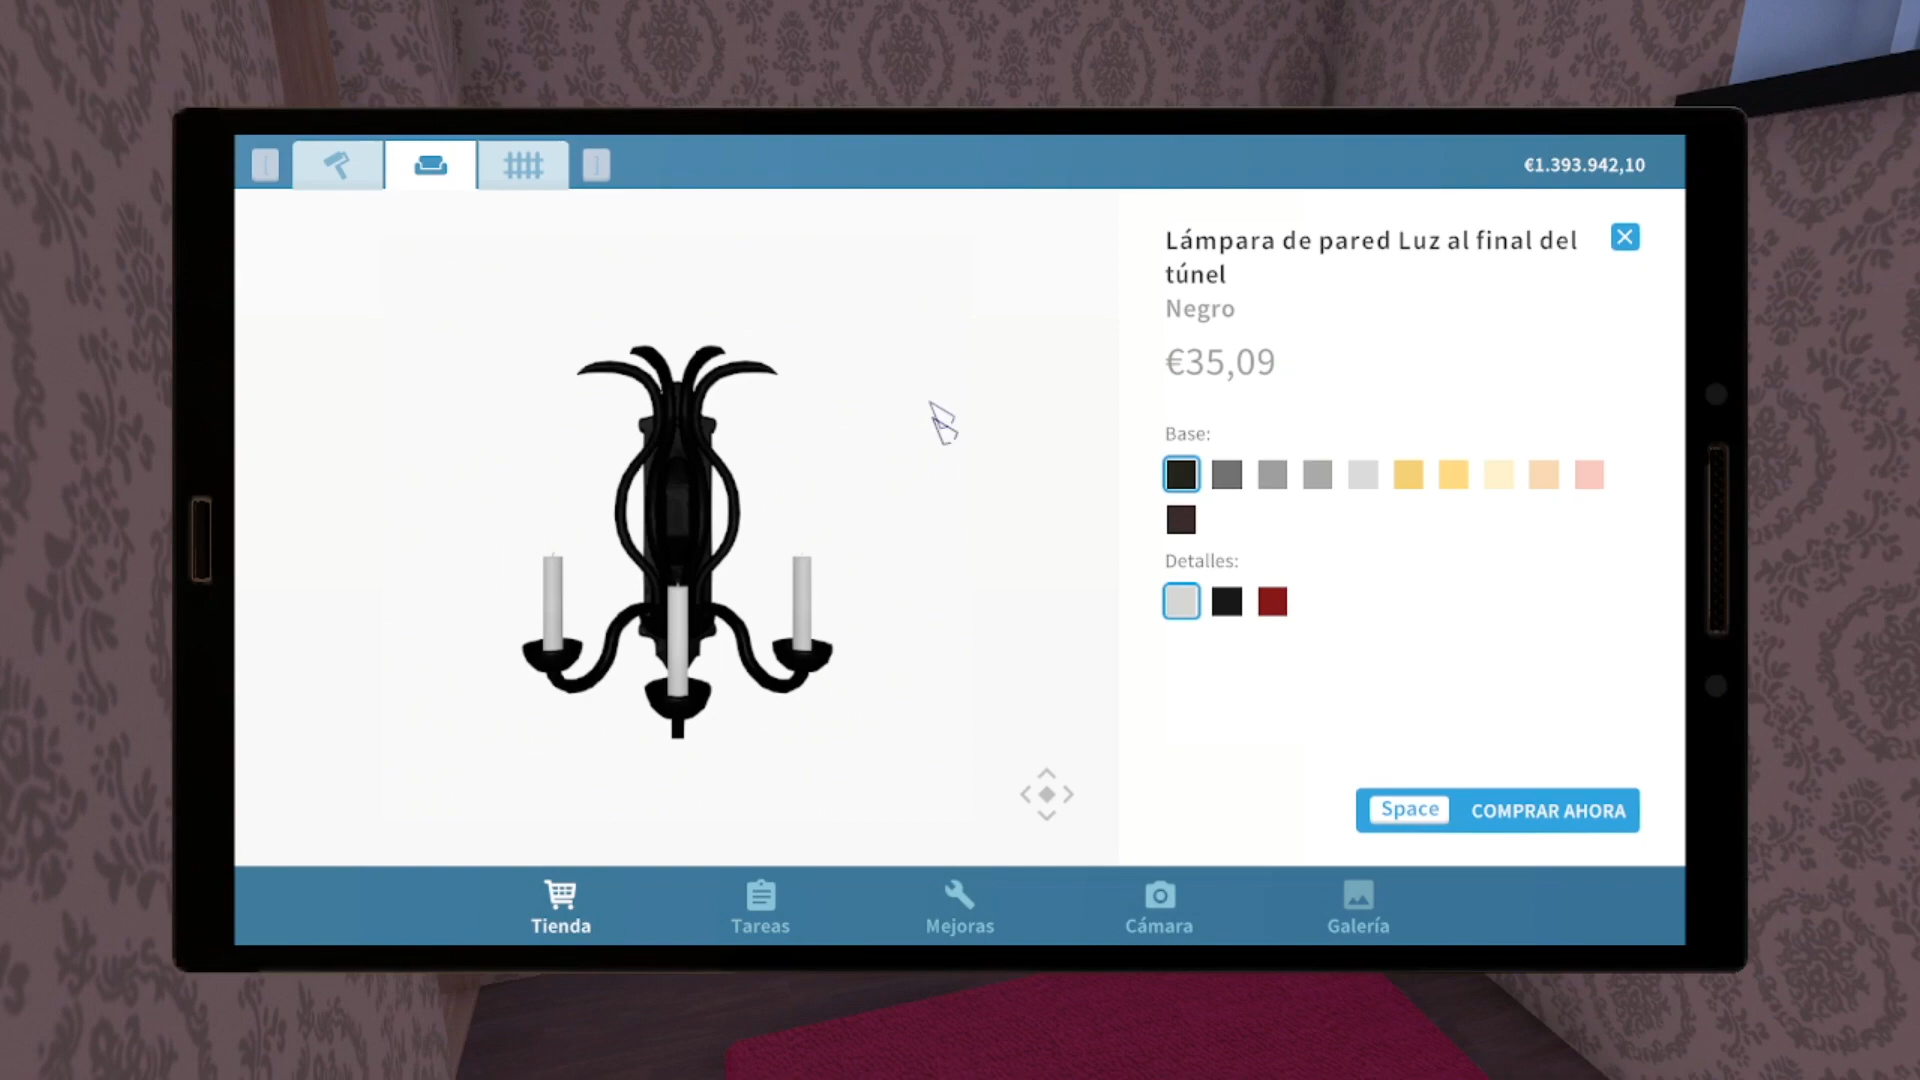 [
]
€1.393.942,10
Lámpara de pared Luz al final del
túnel
Negro
€35,09
Base:
Detalles:
Space COMPRAR AHORA
Tienda
Tareas
Mejoras
Cámara
Galería